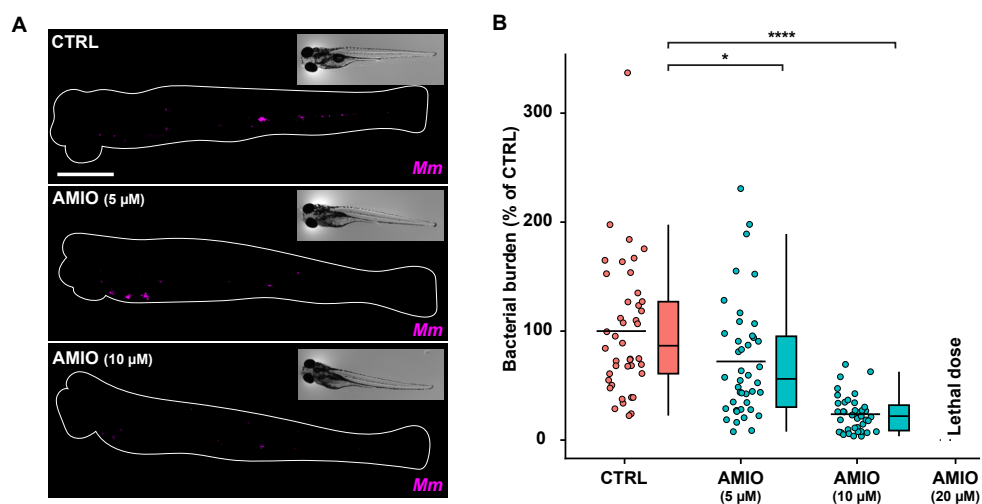 A
CTRL
Mm
AMIO (5 µM)
Mm
AMIO (10 µM)
Mm
B
Bacterial burden (% of CTRL)
300
200
100
0
*
****
Lethal dose
CTRL
AMIO
(5 µM)
AMIO
(10 µM)
AMIO
(20 µM)